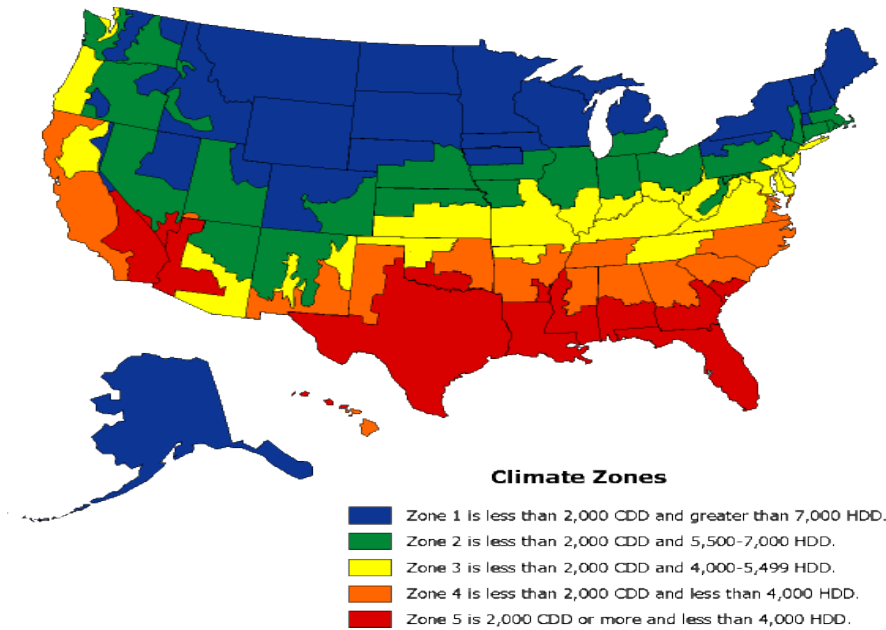 Climate Zones
Zone 1 is less than 2,000 CDD and greater than 7,000 HDD.
Zone 2 is less than 2,000 CDD and 5,500-7,000 HDD.
Zone 3 is less than 2,000 CDD and 4,000-5,499 HDD.
Zone 4 is less than 2,000 CDD and less than 4,000 HDD.
Zone 5 is 2,000 CDD or more and less than 4,000 HDD.